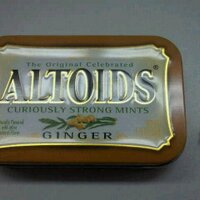 The Original Celebrated
ALTOIDS
CURIOUSLY STRONG MINTS
GINGER